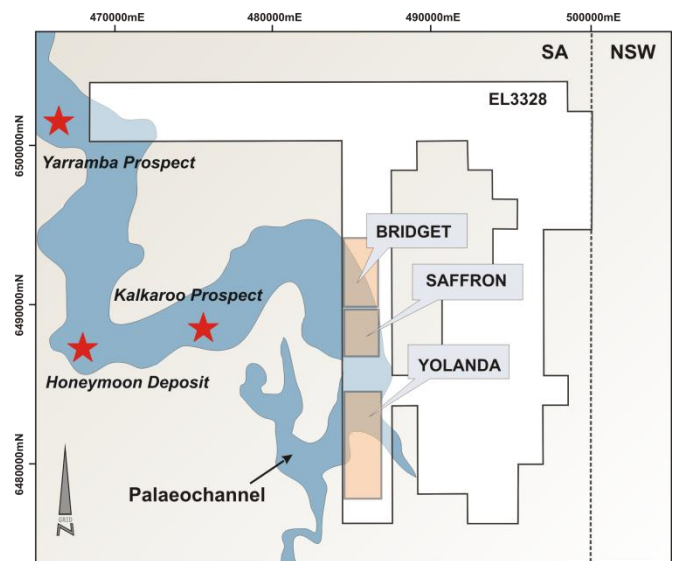 470000mE
480000mE
490000mE
500000mE
SA
NSW
EL3328
6500000mN
Yarramba Prospect
BRIDGET
SAFFRON
Kalkaroo Prospect
6490000mN
YOLANDA
Honeymoon Deposit
6480000mN
Palaeochannel
GRID
N